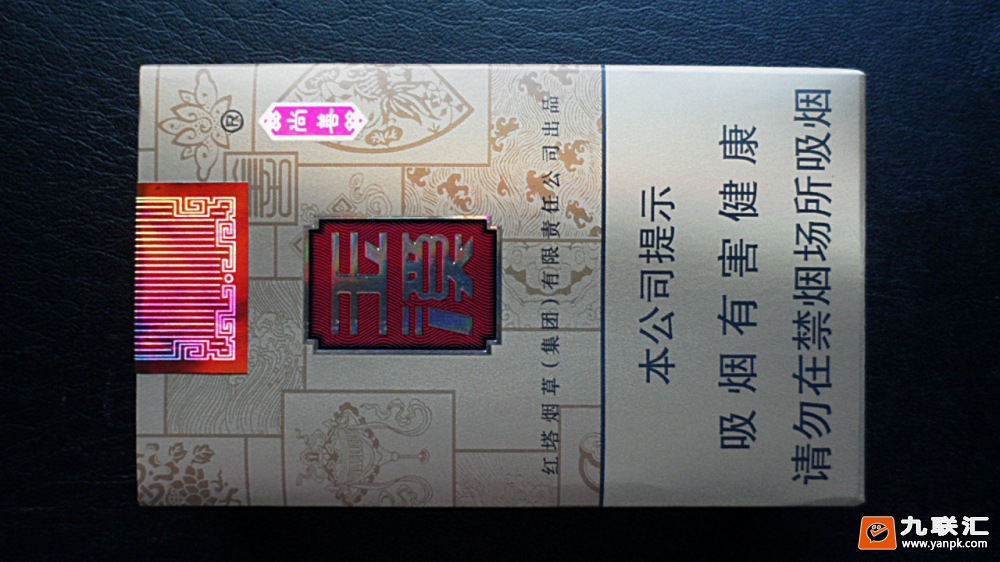 ®
尚善
玉溪
红塔烟草(集团)有限责任公司出品
本公司提示
吸烟有害健康
请勿在禁烟场所吸烟
九联汇
www.yanpk.com